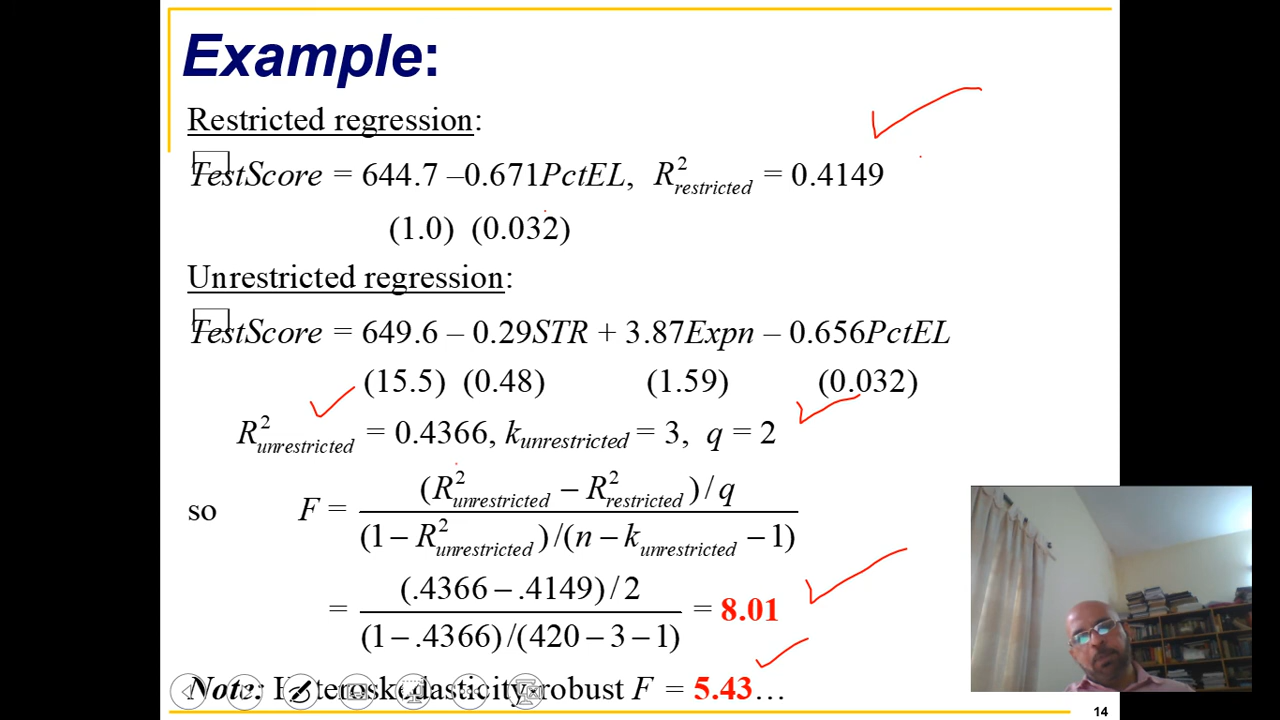 Example:
Restricted regression:
TestScore = 644.7 –0.671PctEL, R²restricted = 0.4149
(1.0) (0.032)
Unrestricted regression:
TestScore = 649.6 – 0.29STR + 3.87Expn – 0.656PctEL
(15.5) (0.48) (1.59) (0.032)
R²unrestricted = 0.4366, kunrestricted = 3, q = 2
so F = (R²unrestricted − R²restricted)/q / (1 − R²unrestricted)/(n − kunrestricted − 1)
= (.4366 − .4149)/2 / (1 − .4366)/(420 − 3 − 1) = 8.01
Note: Heteroskedasticity-robust F = 5.43…
14